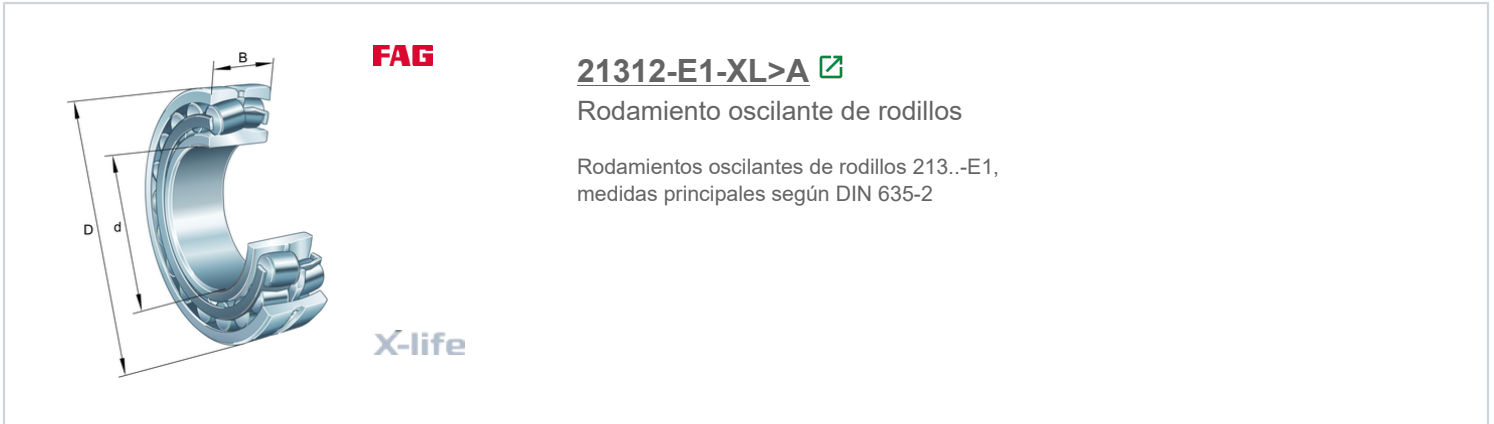 FAG
B
D
d
X-life
21312-E1-XL>A
Rodamiento oscilante de rodillos
Rodamientos oscilantes de rodillos 213..-E1,
medidas principales según DIN 635-2